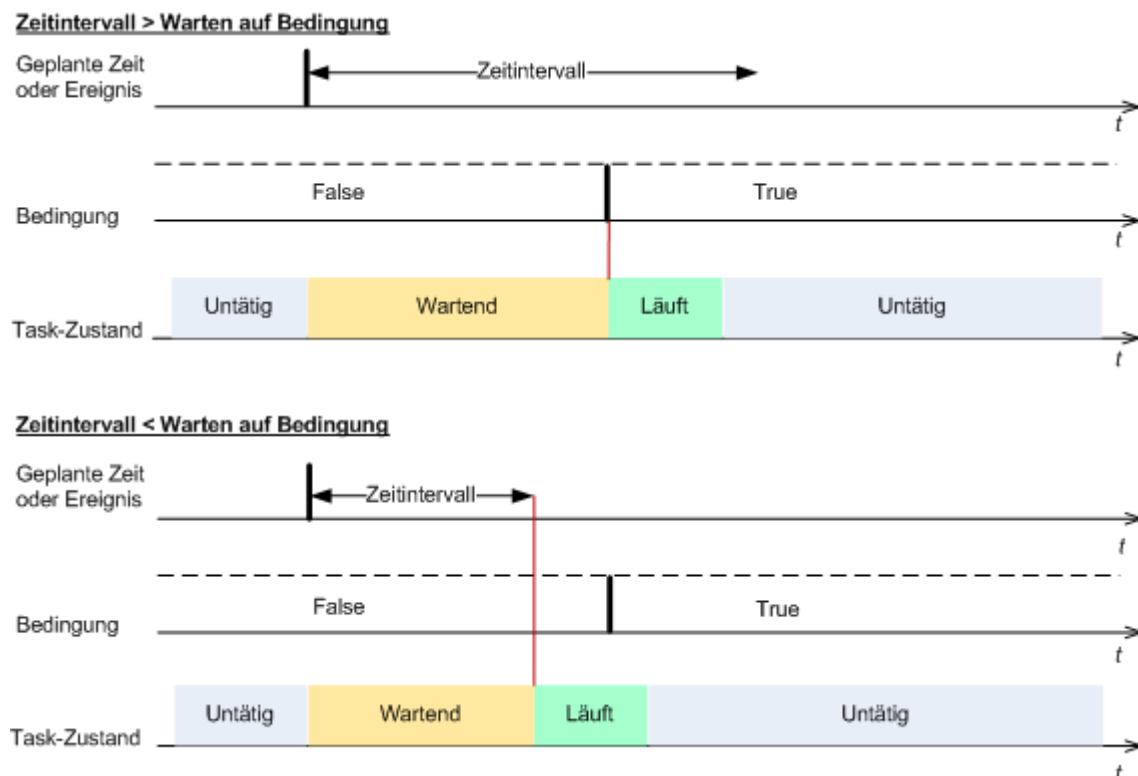 Zeitintervall > Warten auf Bedingung
Geplante Zeit
oder Ereignis
Zeitintervall
t
False
True
Bedingung
t
Untätig
Wartend
Läuft
Untätig
Task-Zustand
t
Zeitintervall < Warten auf Bedingung
Geplante Zeit
oder Ereignis
Zeitintervall
t
False
True
Bedingung
t
Untätig
Wartend
Läuft
Untätig
Task-Zustand
t